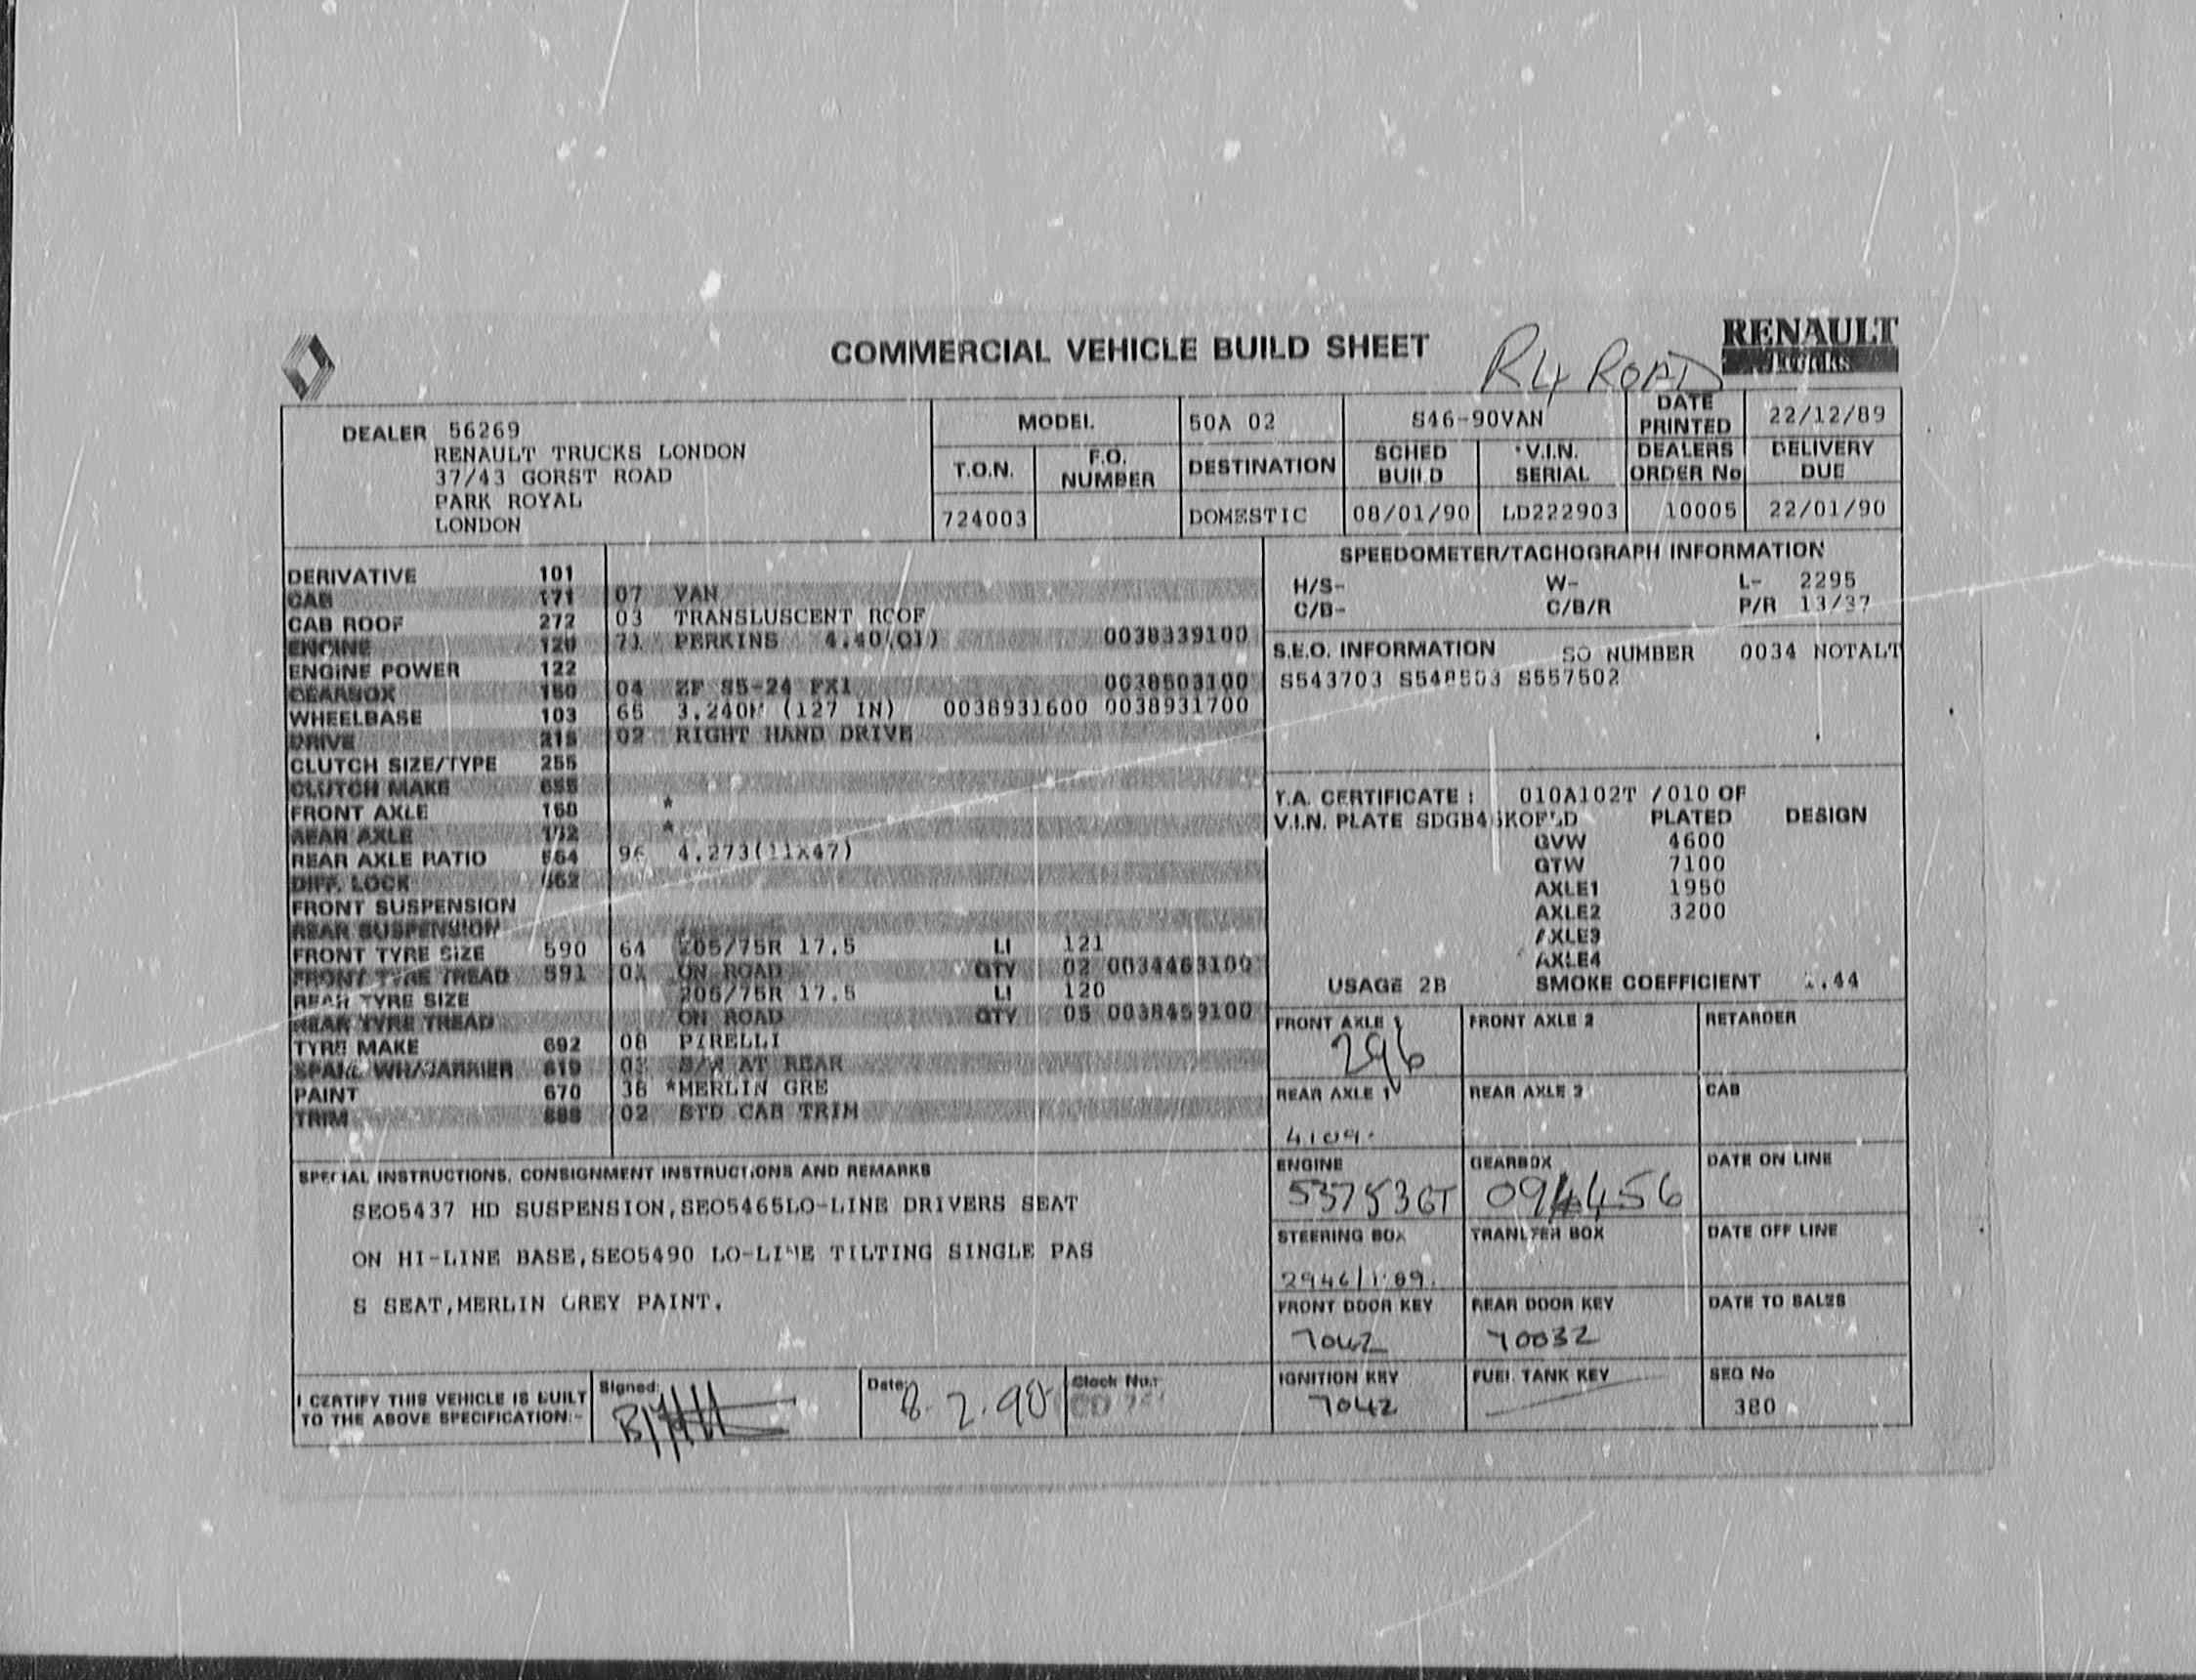 COMMERCIAL VEHICLE BUILD SHEET
R4 ROAD
RENAULT
TRUCKS
DEALER 56269
RENAULT TRUCKS LONDON
37/43 GORST ROAD
PARK ROYAL
LONDON
MODEL 50A 02 S46-90VAN DATE PRINTED 22/12/89
T.O.N. F.O. NUMBER DESTINATION SCHED BUILD V.I.N. SERIAL DEALERS ORDER No DELIVERY DUE
724003 DOMESTIC 08/01/90 LD222903 10005 22/01/90
DERIVATIVE 101
CAB 171 07 VAN
CAB ROOF 272 03 TRANSLUSCENT ROOF
ENGINE 120 71 PERKINS 0038339100
ENGINE POWER 122
GEARBOX 150 04 ZF S5-24 FX1 0038503100
WHEELBASE 103 65 3.240M (127 IN) 0038931600 0038931700
DRIVE 215 02 RIGHT HAND DRIVE
CLUTCH SIZE/TYPE 255
CLUTCH MAKE 655
FRONT AXLE 160 *
REAR AXLE *
REAR AXLE RATIO 96 4.273(11x47)
DIFF. LOCK
FRONT SUSPENSION
REAR SUSPENSION
FRONT TYRE SIZE 590 64 205/75R 17.5 LI 121
FRONT TYRE TREAD 591 ON ROAD QTY 02 0034463100
REAR TYRE SIZE 205/75R 17.5 LI 120
REAR TYRE TREAD ON ROAD QTY 05 0038459100
TYRE MAKE 692 08 PIRELLI
SPARE WH/CARRIER 619 S/W AT REAR
PAINT 670 38 *MERLIN GRE
TRIM 02 STD CAB TRIM
SPEEDOMETER/TACHOGRAPH INFORMATION
H/S- W- L- 2295
C/B- C/B/R P/R 13/37
S.E.O. INFORMATION SO NUMBER 0034 NOTALT
S543703 S548503 S557502
T.A. CERTIFICATE : 010A102T /010 OF
V.I.N. PLATE PLATED DESIGN
GVW 4600
GTW 7100
AXLE1 1950
AXLE2 3200
AXLE3
AXLE4
USAGE 2B SMOKE COEFFICIENT
FRONT AXLE 1 FRONT AXLE 2 RETARDER
296
REAR AXLE 1 REAR AXLE 2 CAB
4109.
ENGINE GEARBOX DATE ON LINE
53753GT 094456
STEERING BOX TRANSFER BOX DATE OFF LINE
2946/1.89.
FRONT DOOR KEY REAR DOOR KEY DATE TO SALES
7042 Y0032
IGNITION KEY FUEL TANK KEY SEQ No
7042 380
SPECIAL INSTRUCTIONS, CONSIGNMENT INSTRUCTIONS AND REMARKS
SEO5437 HD SUSPENSION,SEO5465LO-LINE DRIVERS SEAT
ON HI-LINE BASE,SEO5490 LO-LINE TILTING SINGLE PAS
S SEAT,MERLIN GREY PAINT.
I CERTIFY THIS VEHICLE IS BUILT
TO THE ABOVE SPECIFICATION:-
Signed: Date: 8.2.90 Stock No.: